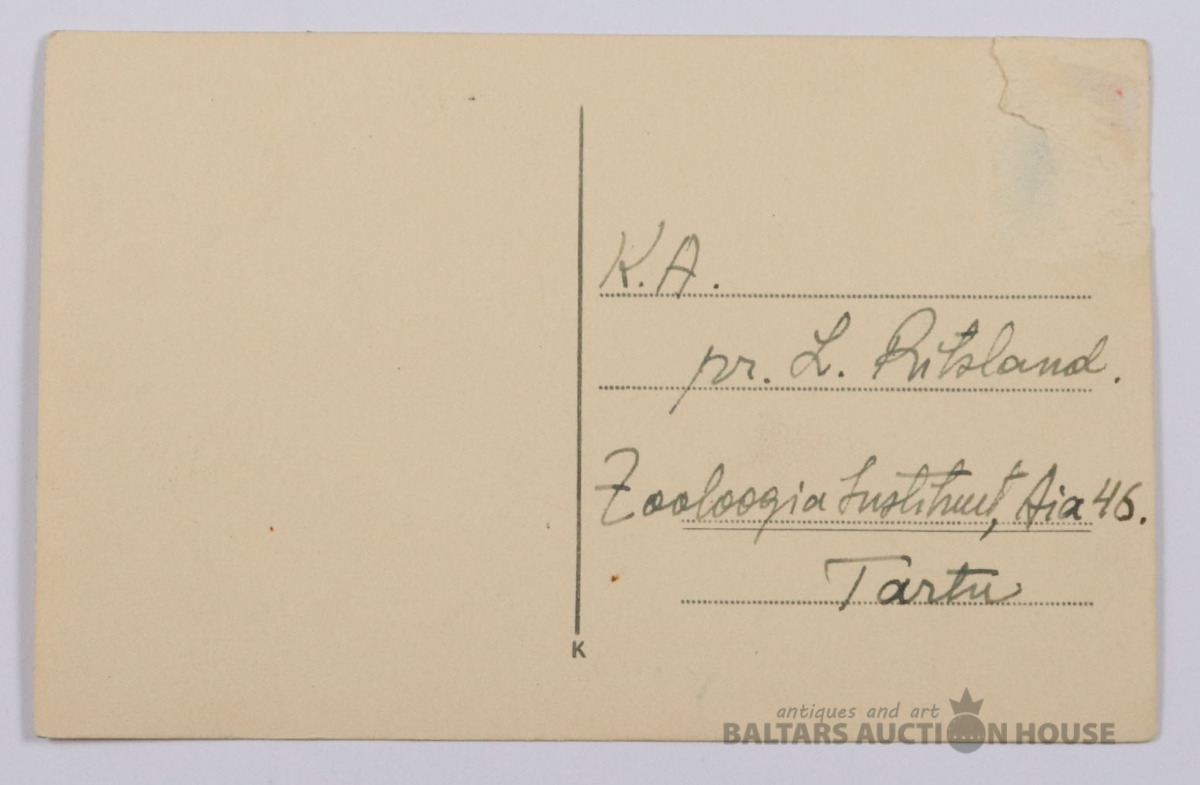 K.A.
pr. L. Ritsland.
Zooloogia Instituut, Aia 46.
Tartu
K
antiques and art
BALTARS AUCTION HOUSE